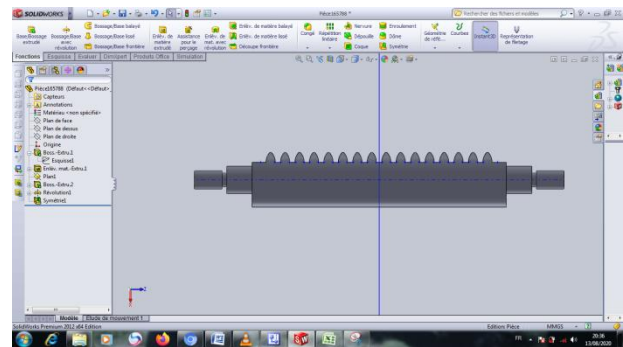 SOLIDWORKS
Pièce165788 *
Rechercher des fichiers et modèles
Base/Bossage extrudé
Bossage/Base avec révolution
Bossage/Base balayé
Bossage/Base lissé
Bossage/Base frontière
Enlèv. de matière extrudé
Assistance pour le perçage
Enlèv. de mat. avec
Enlèv. de matière balayé
Enlèv. de matière lissé
Découpe frontière
Congé
Répétition linéaire
Nervure
Dépouille
Coque
Enroulement
Dôme
Symétrie
Géométrie de réfé...
Courbes
Instant3D
Représentation de filetage
Fonctions Esquisse Evaluer DimXpert Produits Office Simulation
Pièce165788 (Défaut<<Défaut>
Capteurs
Annotations
Matériau <non spécifié>
Plan de face
Plan de dessus
Plan de droite
Origine
Boss.-Extru.1
Esquisse1
Enlèv. mat.-Extru.1
Plan1
Boss.-Extru.2
Révolution1
Symétrie1
Modèle Etude de mouvement 1
SolidWorks Premium 2012 x64 Edition
Edition: Pièce
MMGS
FR
20:36
13/08/2020